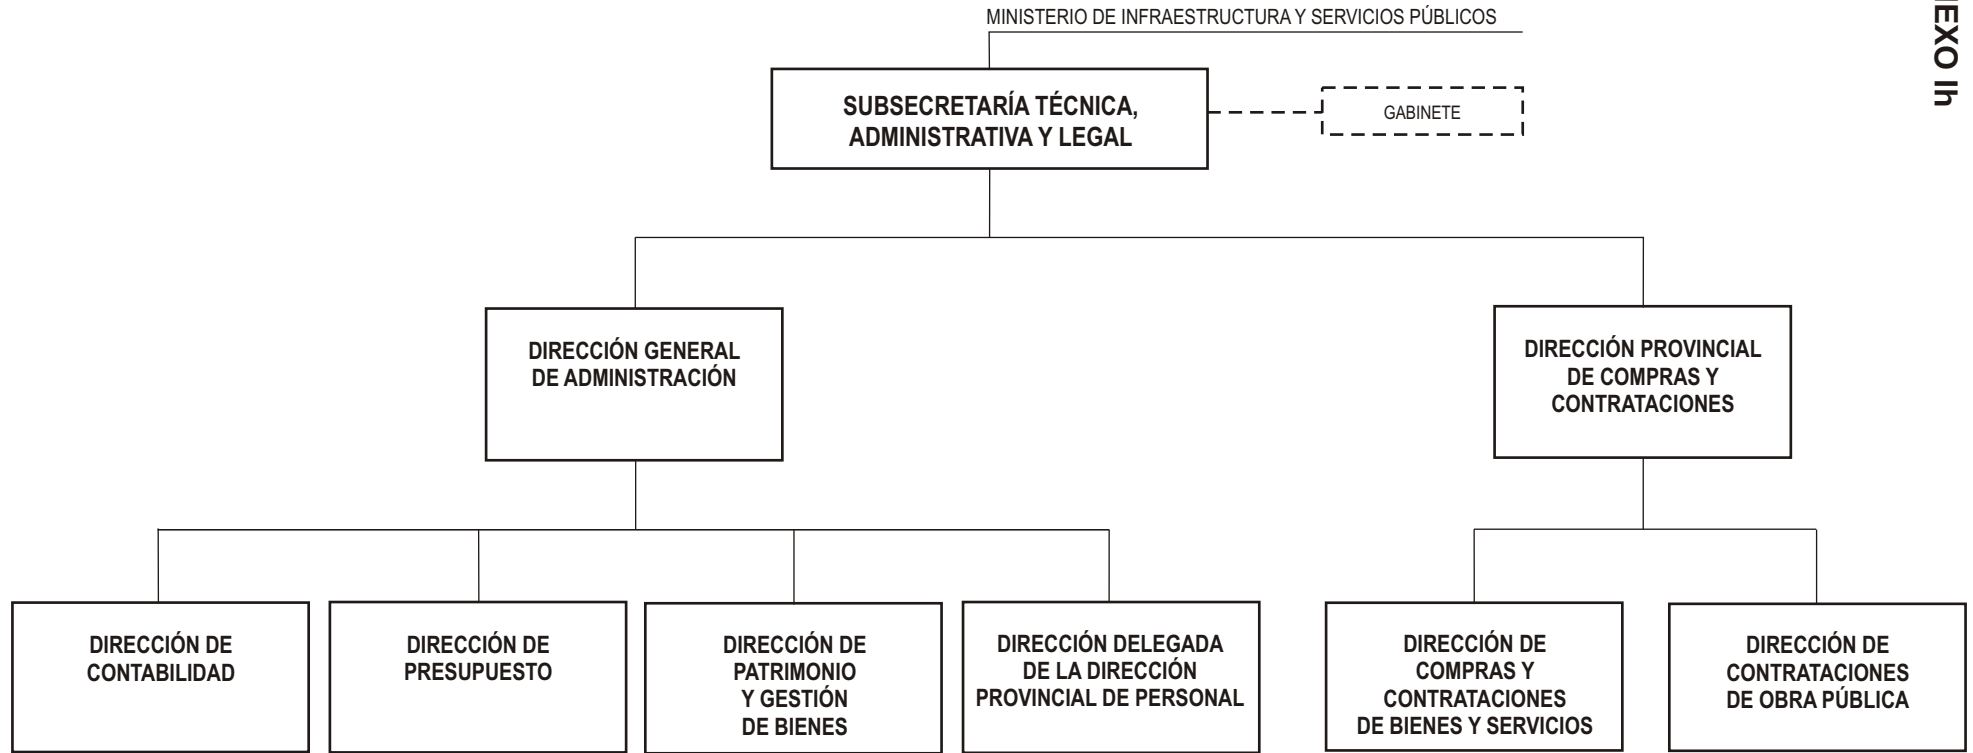 MINISTERIO DE INFRAESTRUCTURA Y SERVICIOS PÚBLICOS
NEXO Ih
SUBSECRETARÍA TÉCNICA,
ADMINISTRATIVA Y LEGAL
GABINETE
DIRECCIÓN GENERAL
DE ADMINISTRACIÓN
DIRECCIÓN PROVINCIAL
DE COMPRAS Y
CONTRATACIONES
DIRECCIÓN DE
CONTABILIDAD
DIRECCIÓN DE
PRESUPUESTO
DIRECCIÓN DE
PATRIMONIO
Y GESTIÓN
DE BIENES
DIRECCIÓN DELEGADA
DE LA DIRECCIÓN
PROVINCIAL DE PERSONAL
DIRECCIÓN DE
COMPRAS Y
CONTRATACIONES
DE BIENES Y SERVICIOS
DIRECCIÓN DE
CONTRATACIONES
DE OBRA PÚBLICA